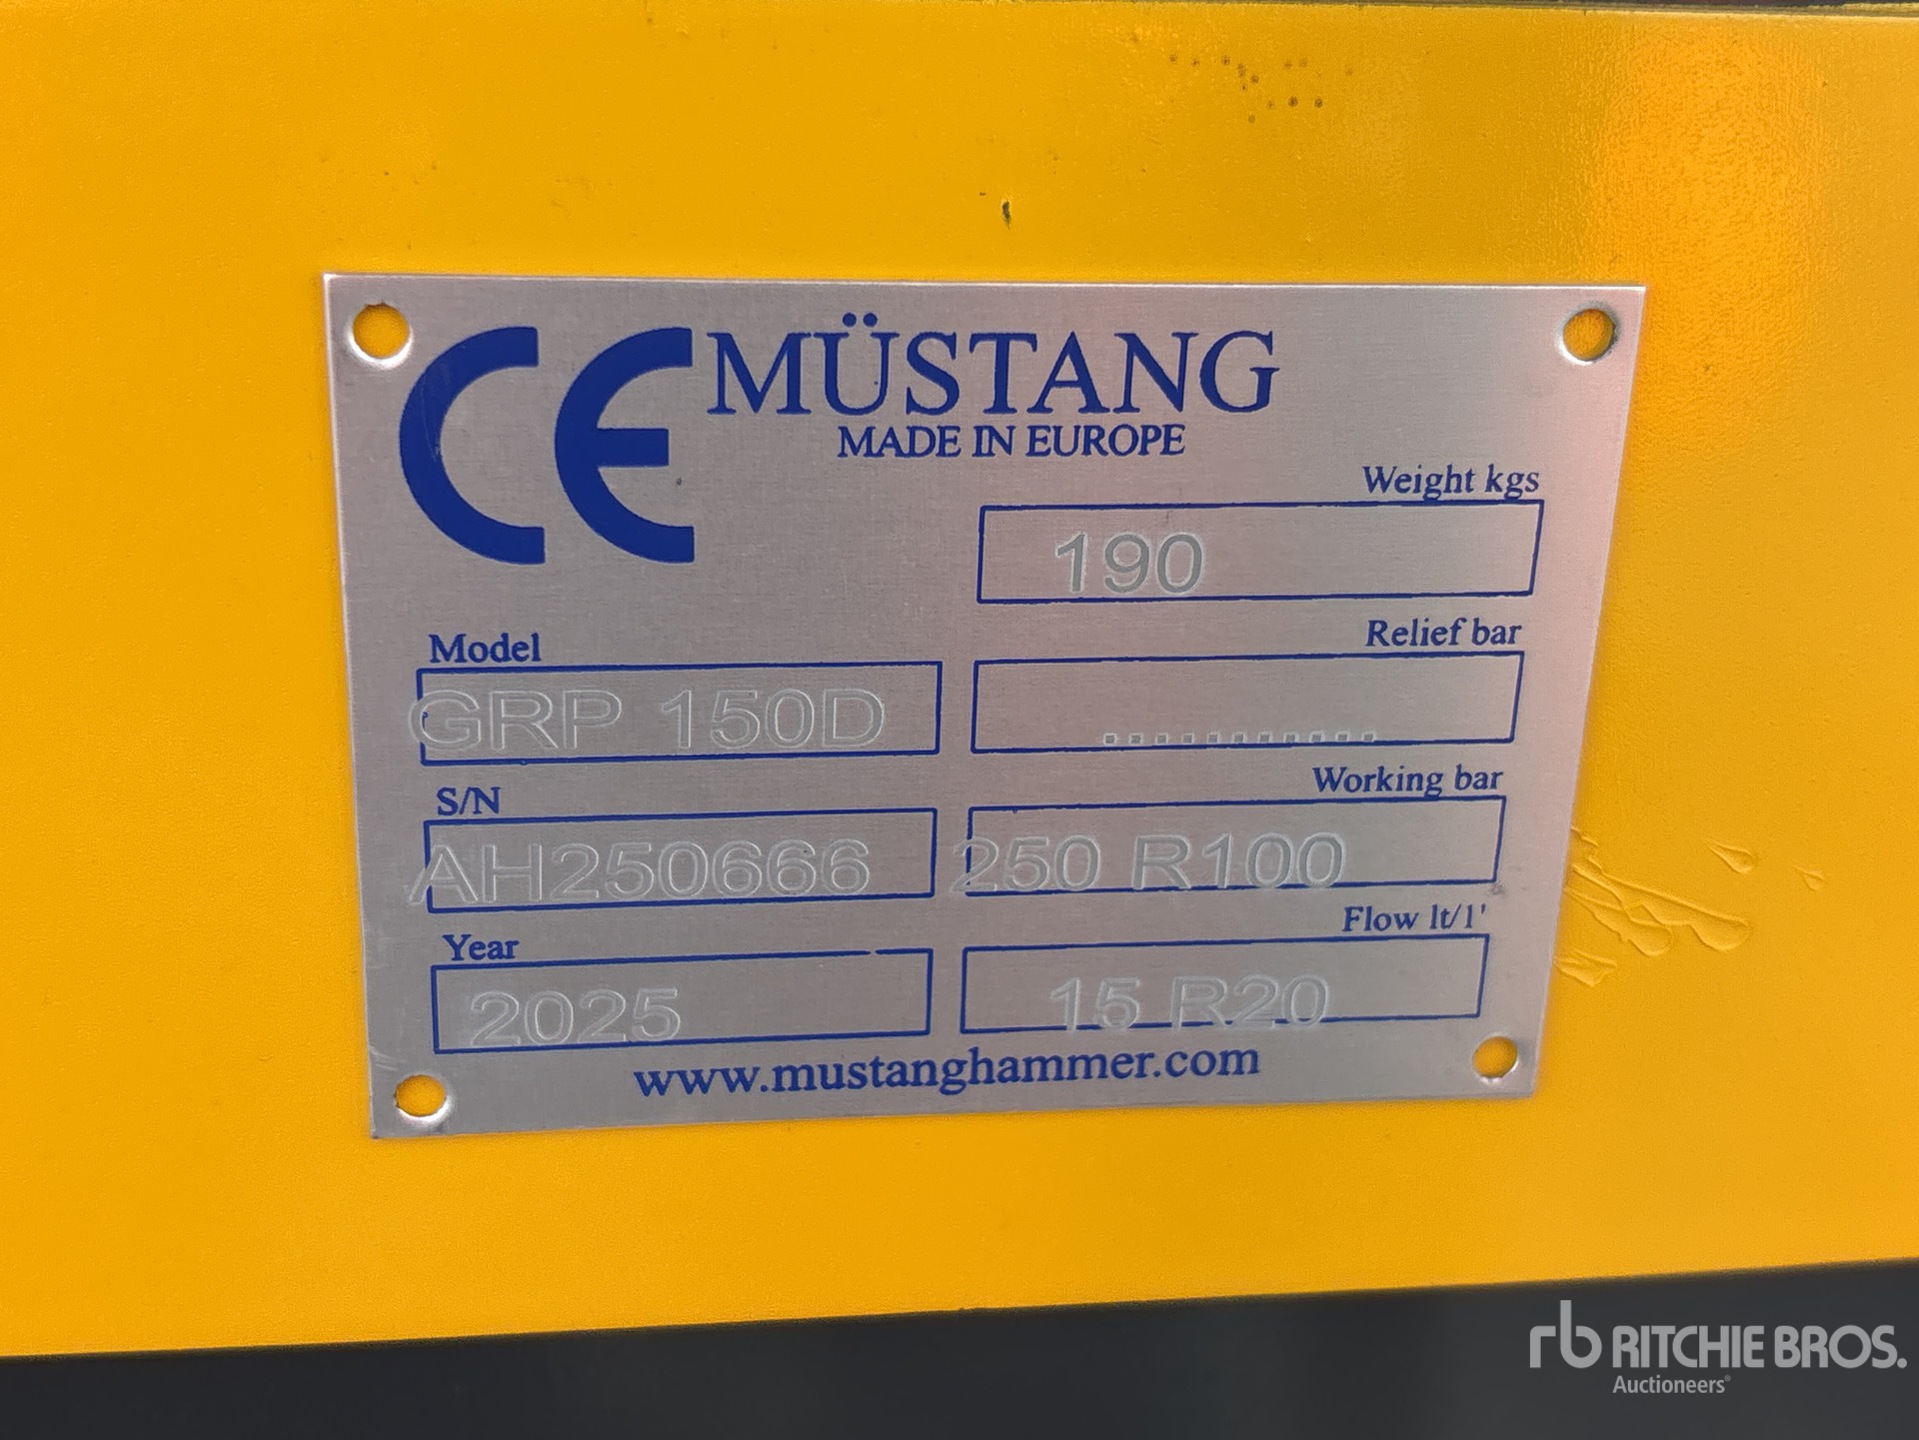 CE MÜSTANG
MADE IN EUROPE
Weight kgs
190
Model
GRP 150D
Relief bar
...........
S/N
AH250666
Working bar
250 R100
Year
2025
Flow lt/1'
15 R20
www.mustanghammer.com
rb RITCHIE BROS.
Auctioneers®